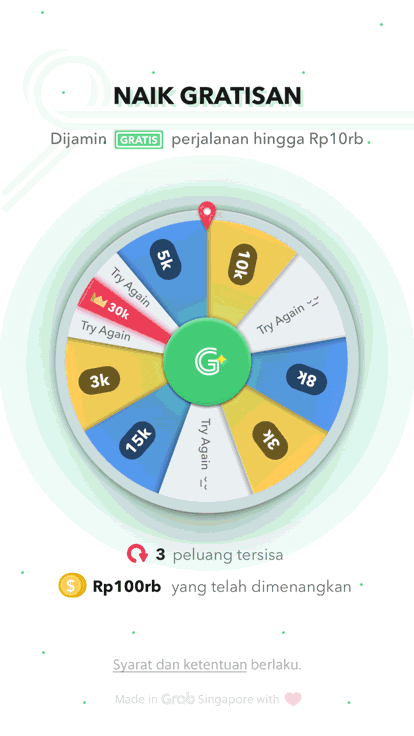 NAIK GRATISAN
Dijamin GRATIS perjalanan hingga Rp10rb
5k
10k
Try Again
Try Again
30k
Try Again
8k
3k
3k
15k
Try Again
G
3 peluang tersisa
$ Rp100rb yang telah dimenangkan
Syarat dan ketentuan berlaku.
Made in Grab Singapore with